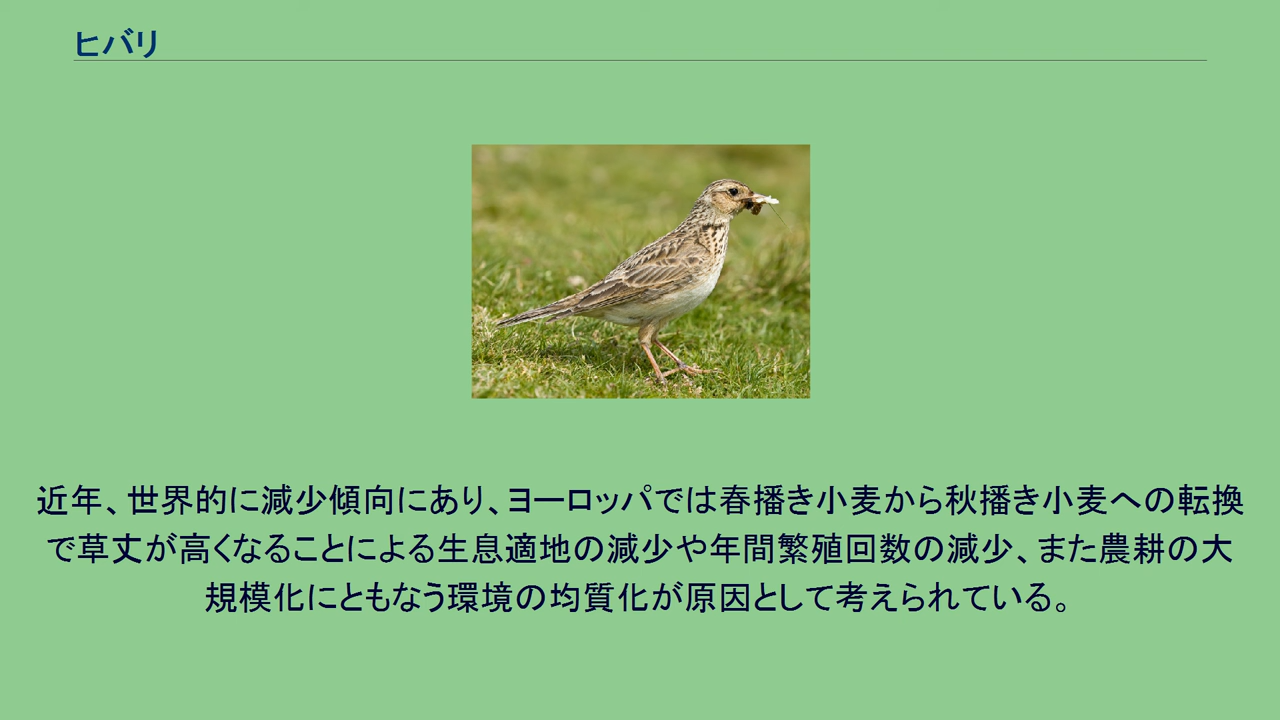 ヒバリ
近年、世界的に減少傾向にあり、ヨーロッパでは春播き小麦から秋播き小麦への転換
で草丈が高くなることによる生息適地の減少や年間繁殖回数の減少、また農耕の大
規模化にともなう環境の均質化が原因として考えられている。